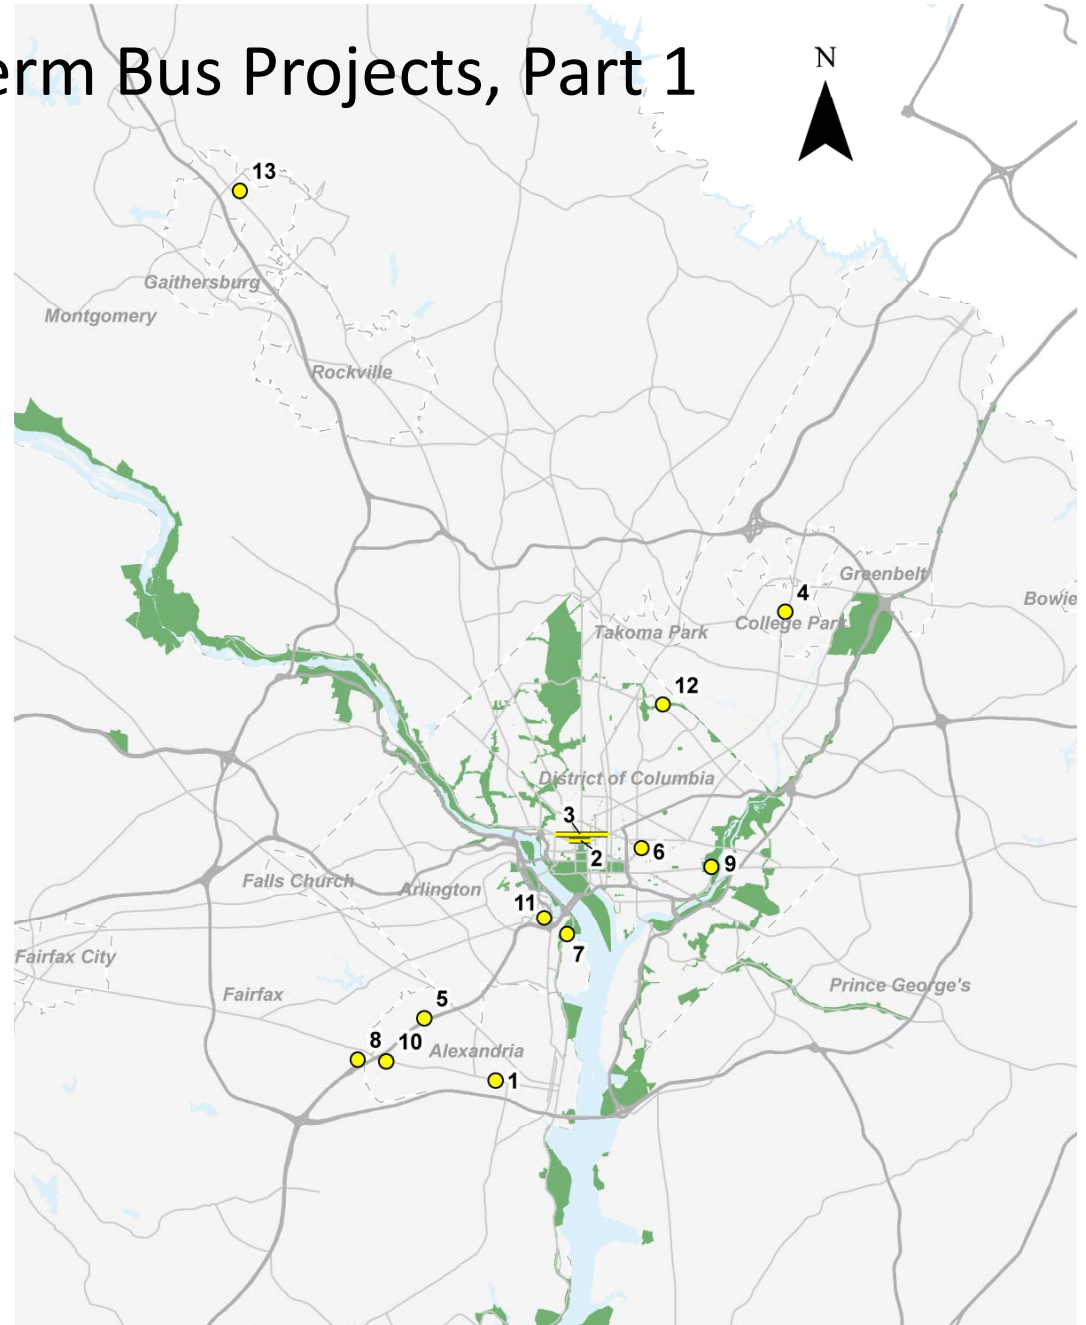 erm Bus Projects, Part 1
N
13
Gaithersburg
Montgomery
Rockville
4
Greenbelt
Bowie
College Park
Takoma Park
12
District of Columbia
3
2
6
9
Falls Church
Arlington
11
7
Fairfax City
Prince George's
Fairfax
5
8
10
Alexandria
1